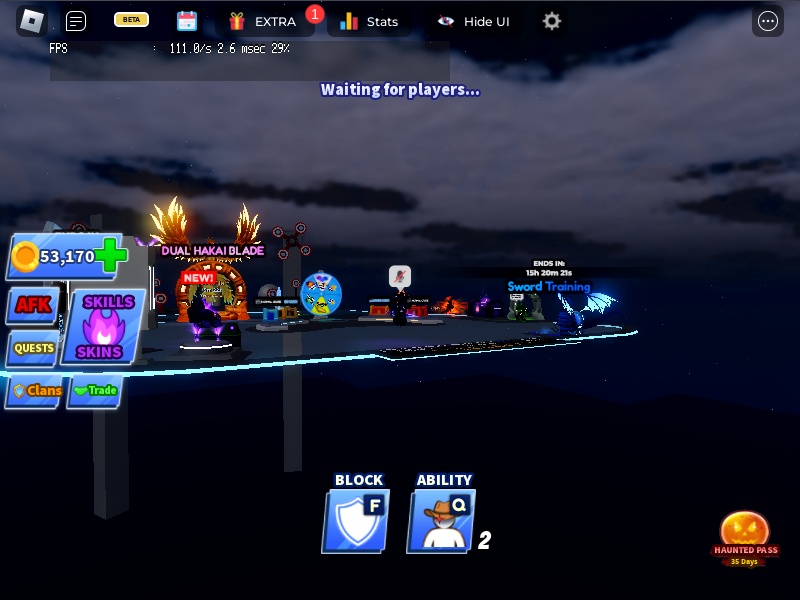 BETA
EXTRA
1
Stats
Hide UI
FPS : 111.0/s 2.6 msec 29%
Waiting for players...
DUAL HAKAI BLADE
NEW!
ENDS IN:
15h 20m 21s
Sword Training
53,170
AFK
SKILLS
SKINS
QUESTS
Clans
Trade
BLOCK
F
ABILITY
Q
2
HAUNTED PASS
35 Days